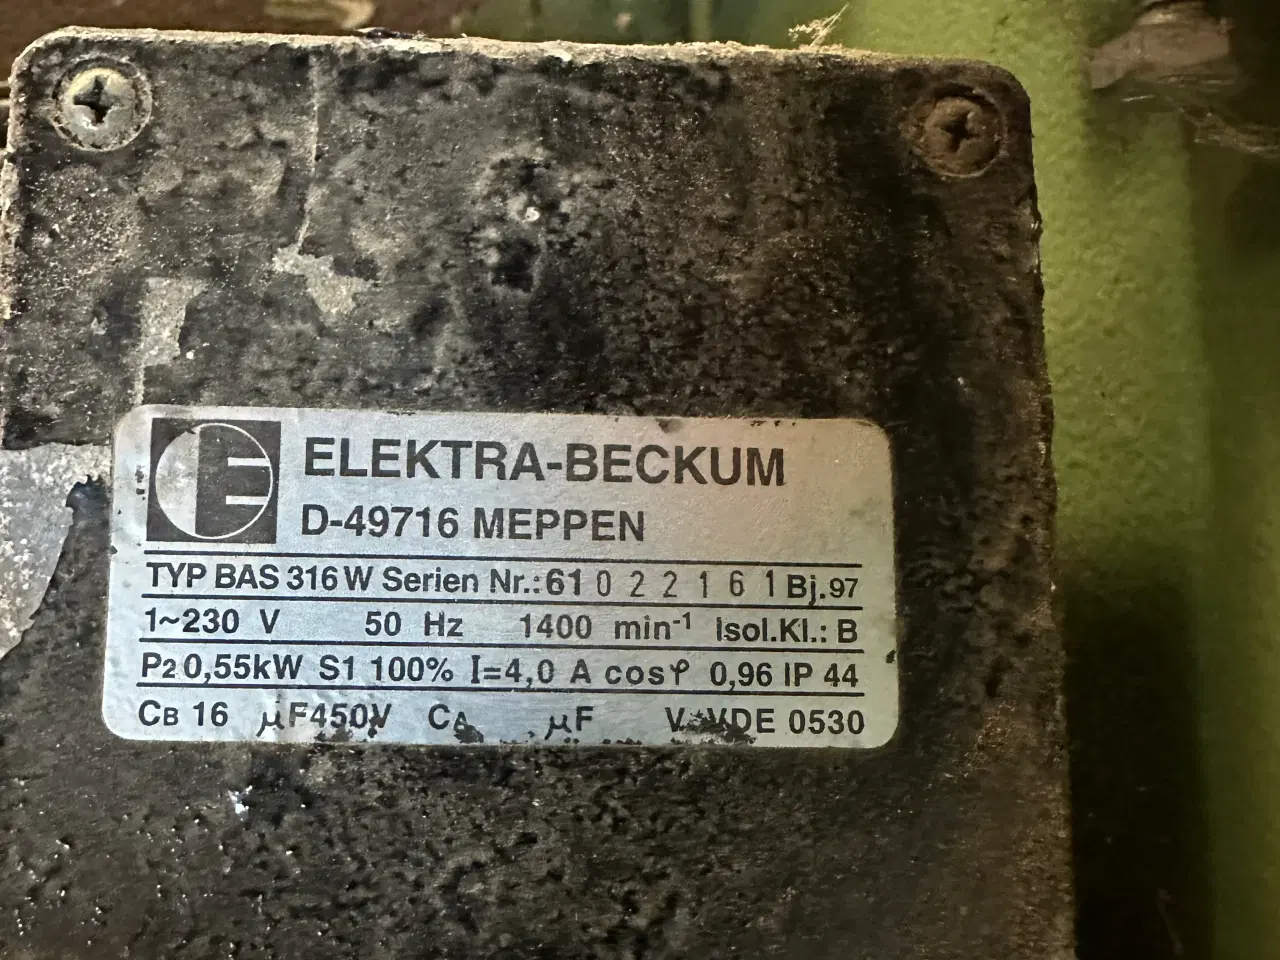 ELEKTRA-BECKUM
D-49716 MEPPEN
TYP BAS 316 W Serien Nr.: 61 0 2 2 1 6 1 Bj.97
1~230 V 50 Hz 1400 min-1 Isol.Kl.: B
P2 0,55kW S1 100% I=4,0 A cosφ 0,96 IP 44
CB 16 µF450V CA µF V VDE 0530